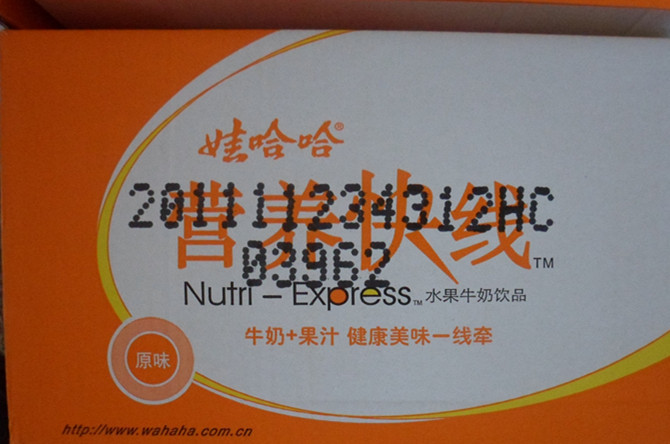 娃哈哈®
营养快线™
201111234312HC
03962
Nutri-Express™ 水果牛奶饮品
牛奶+果汁 健康美味一线牵
原味
http://www.wahaha.com.cn